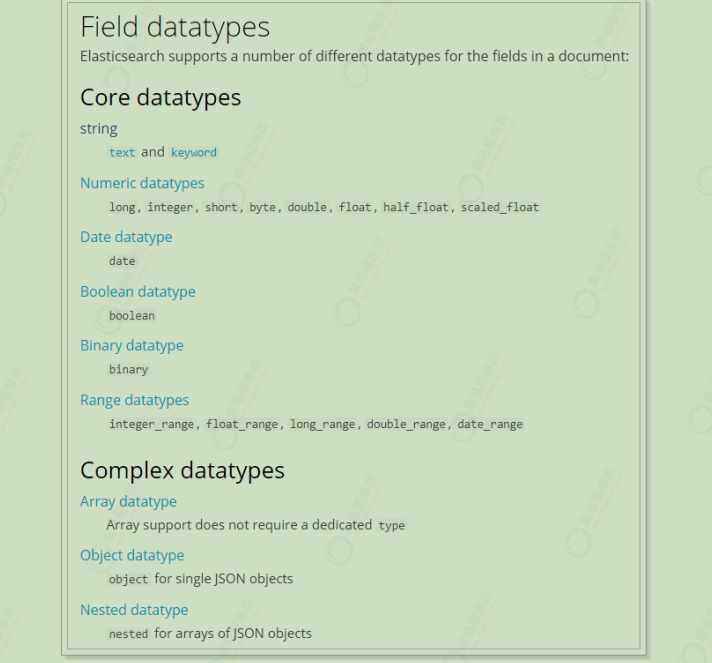 Field datatypes
Elasticsearch supports a number of different datatypes for the fields in a document:
Core datatypes
string
text and keyword
Numeric datatypes
long, integer, short, byte, double, float, half_float, scaled_float
Date datatype
date
Boolean datatype
boolean
Binary datatype
binary
Range datatypes
integer_range, float_range, long_range, double_range, date_range
Complex datatypes
Array datatype
Array support does not require a dedicated type
Object datatype
object for single JSON objects
Nested datatype
nested for arrays of JSON objects